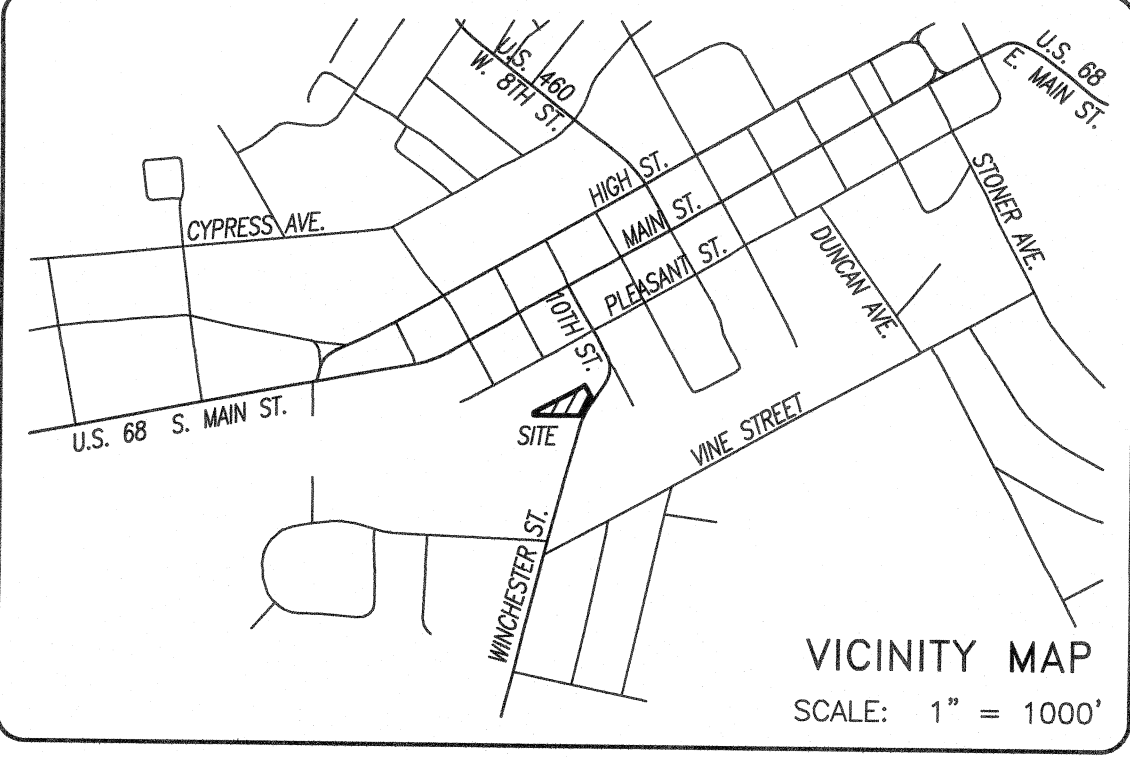 U.S. 460
W. 8TH ST.
U.S. 68
E. MAIN ST.
HIGH ST.
MAIN ST.
PLEASANT ST.
STONER AVE.
CYPRESS AVE.
DUNCAN AVE.
10TH ST.
U.S. 68 S. MAIN ST.
SITE
VINE STREET
WINCHESTER ST.
VICINITY MAP
SCALE: 1" = 1000'